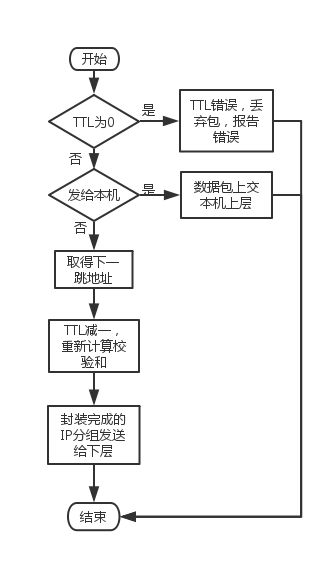 开始
TTL为0
是
TTL错误，丢
弃包，报告
错误
否
发给本机
是
数据包上交
本机上层
否
取得下一
跳地址
TTL减一，
重新计算校
验和
封装完成的
IP分组发送
给下层
结束